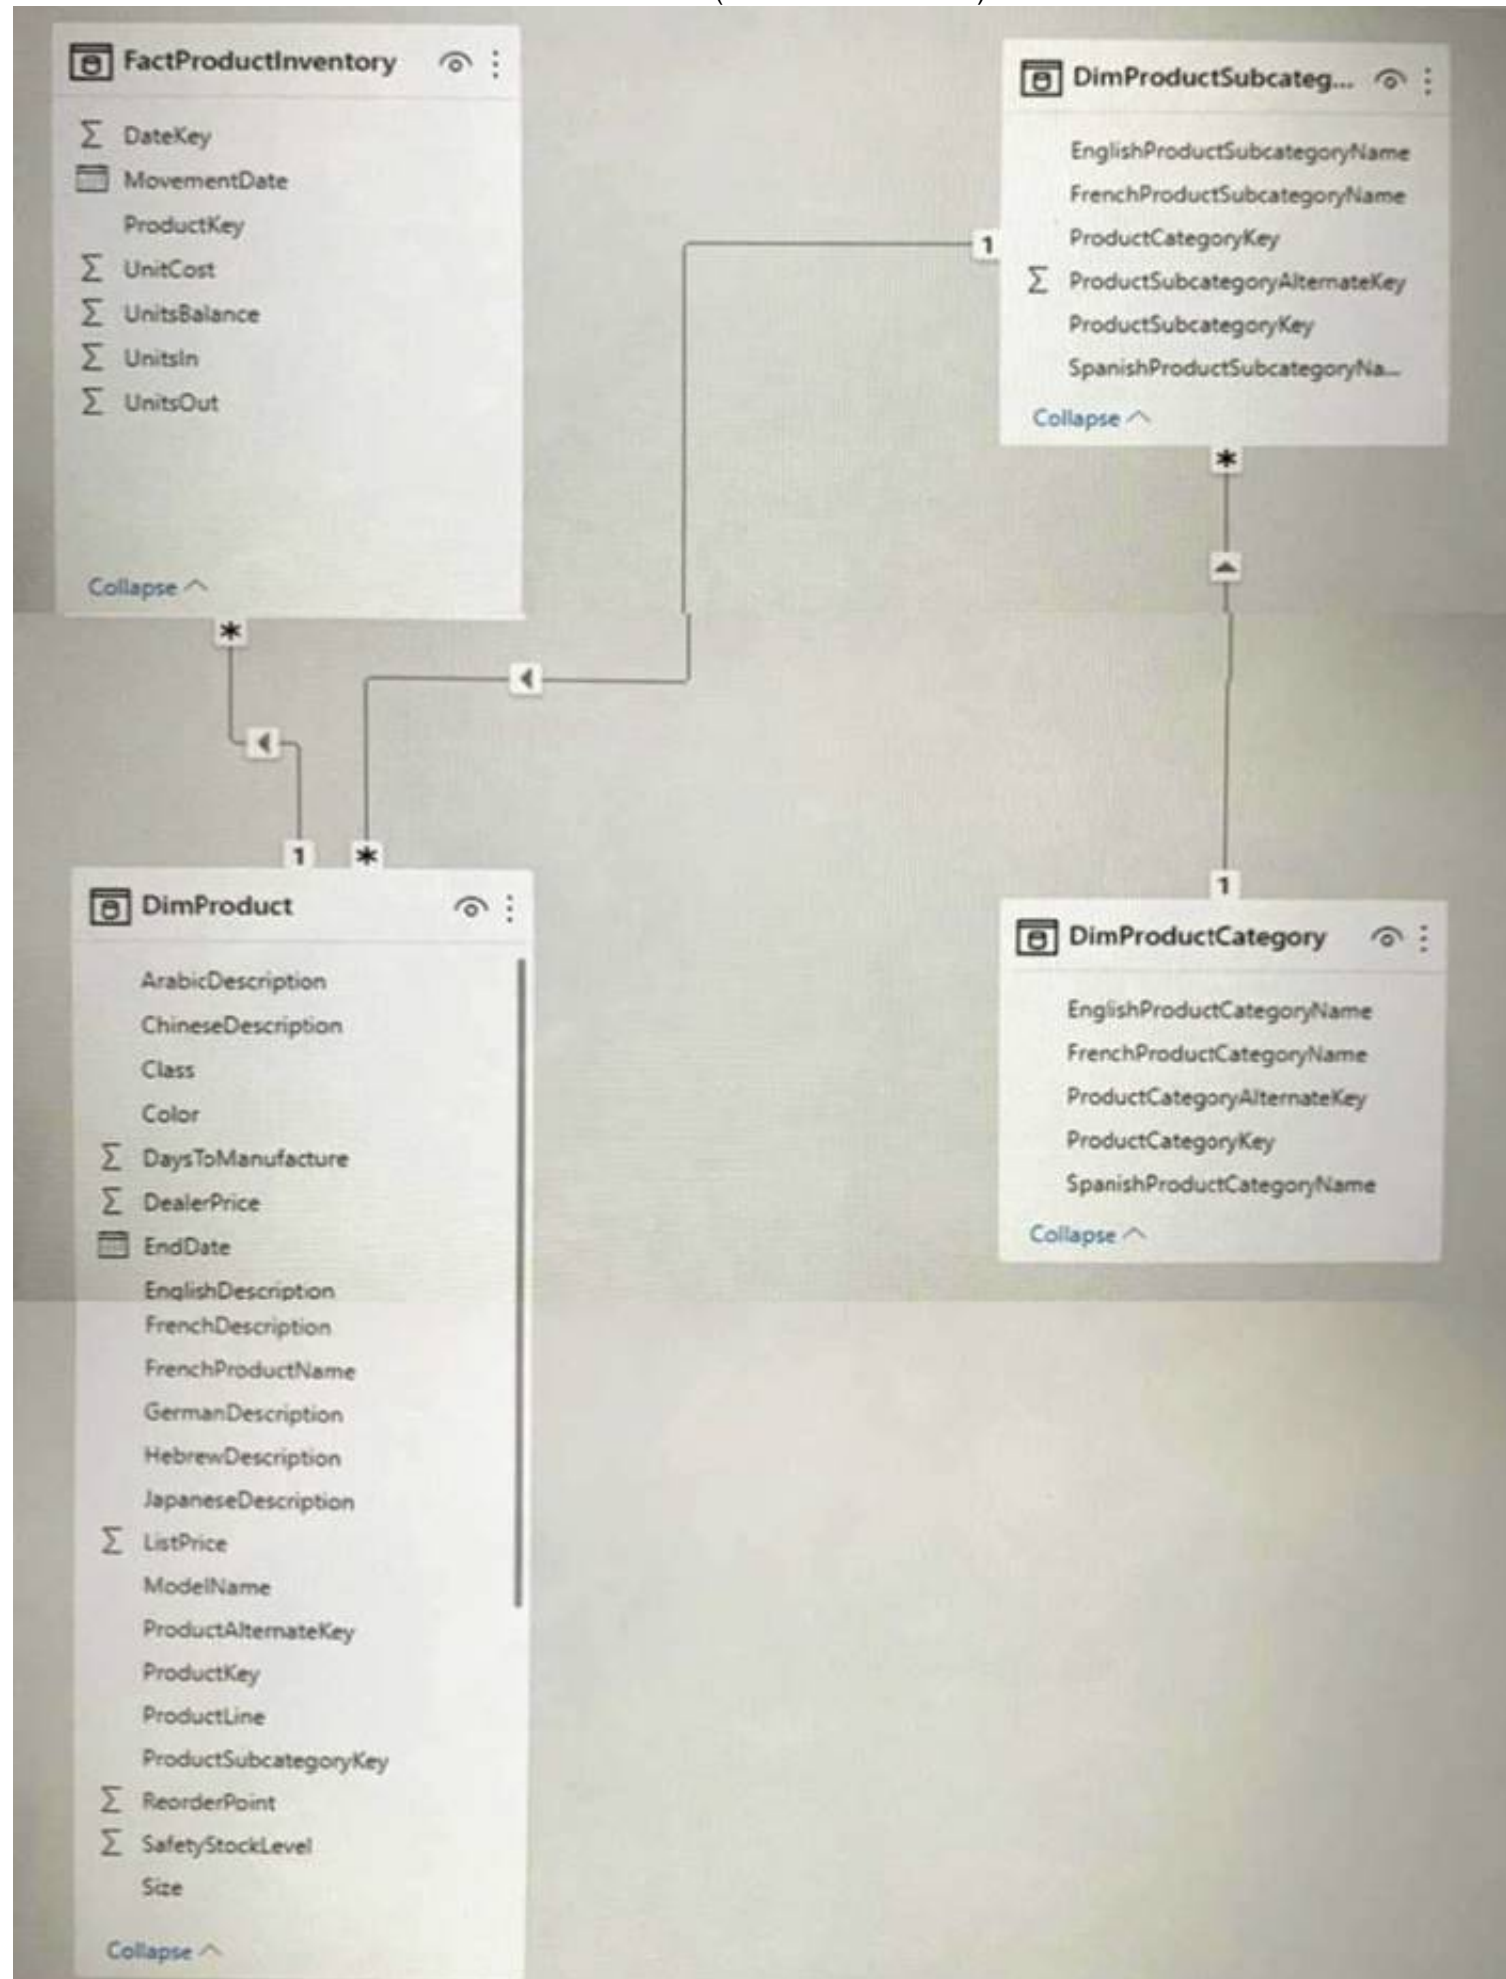 FactProductInventory
DateKey
MovementDate
ProductKey
UnitCost
UnitsBalance
UnitsIn
UnitsOut
Collapse
*
1
*
DimProductSubcateg...
EnglishProductSubcategoryName
FrenchProductSubcategoryName
ProductCategoryKey
ProductSubcategoryAlternateKey
ProductSubcategoryKey
SpanishProductSubcategoryNa...
Collapse
1
*
1
DimProduct
ArabicDescription
ChineseDescription
Class
Color
DaysToManufacture
DealerPrice
EndDate
EnglishDescription
FrenchDescription
FrenchProductName
GermanDescription
HebrewDescription
JapaneseDescription
ListPrice
ModelName
ProductAlternateKey
ProductKey
ProductLine
ProductSubcategoryKey
ReorderPoint
SafetyStockLevel
Size
Collapse
DimProductCategory
EnglishProductCategoryName
FrenchProductCategoryName
ProductCategoryAlternateKey
ProductCategoryKey
SpanishProductCategoryName
Collapse